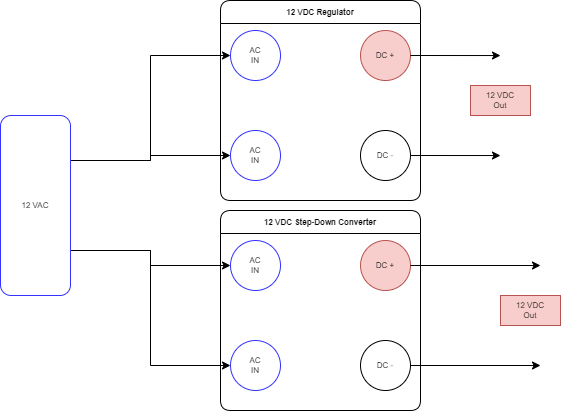 12 VDC Regulator
AC
IN
DC +
12 VDC
Out
AC
IN
DC -
12 VAC
12 VDC Step-Down Converter
AC
IN
DC +
12 VDC
Out
AC
IN
DC -